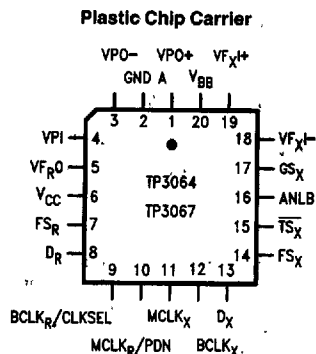 Plastic Chip Carrier
VPO- VPO+ VFXI+
GND A VBB
3 2 1 20 19
VPI 4 18 VFXI-
VFRO 5 17 GSX
TP3064
VCC 6 16 ANLB
TP3067
FSR 7 15 TSX
DR 8 14 FSX
9 10 11 12 13
BCLKR/CLKSEL MCLKX DX
MCLKR/PDN BCLKX